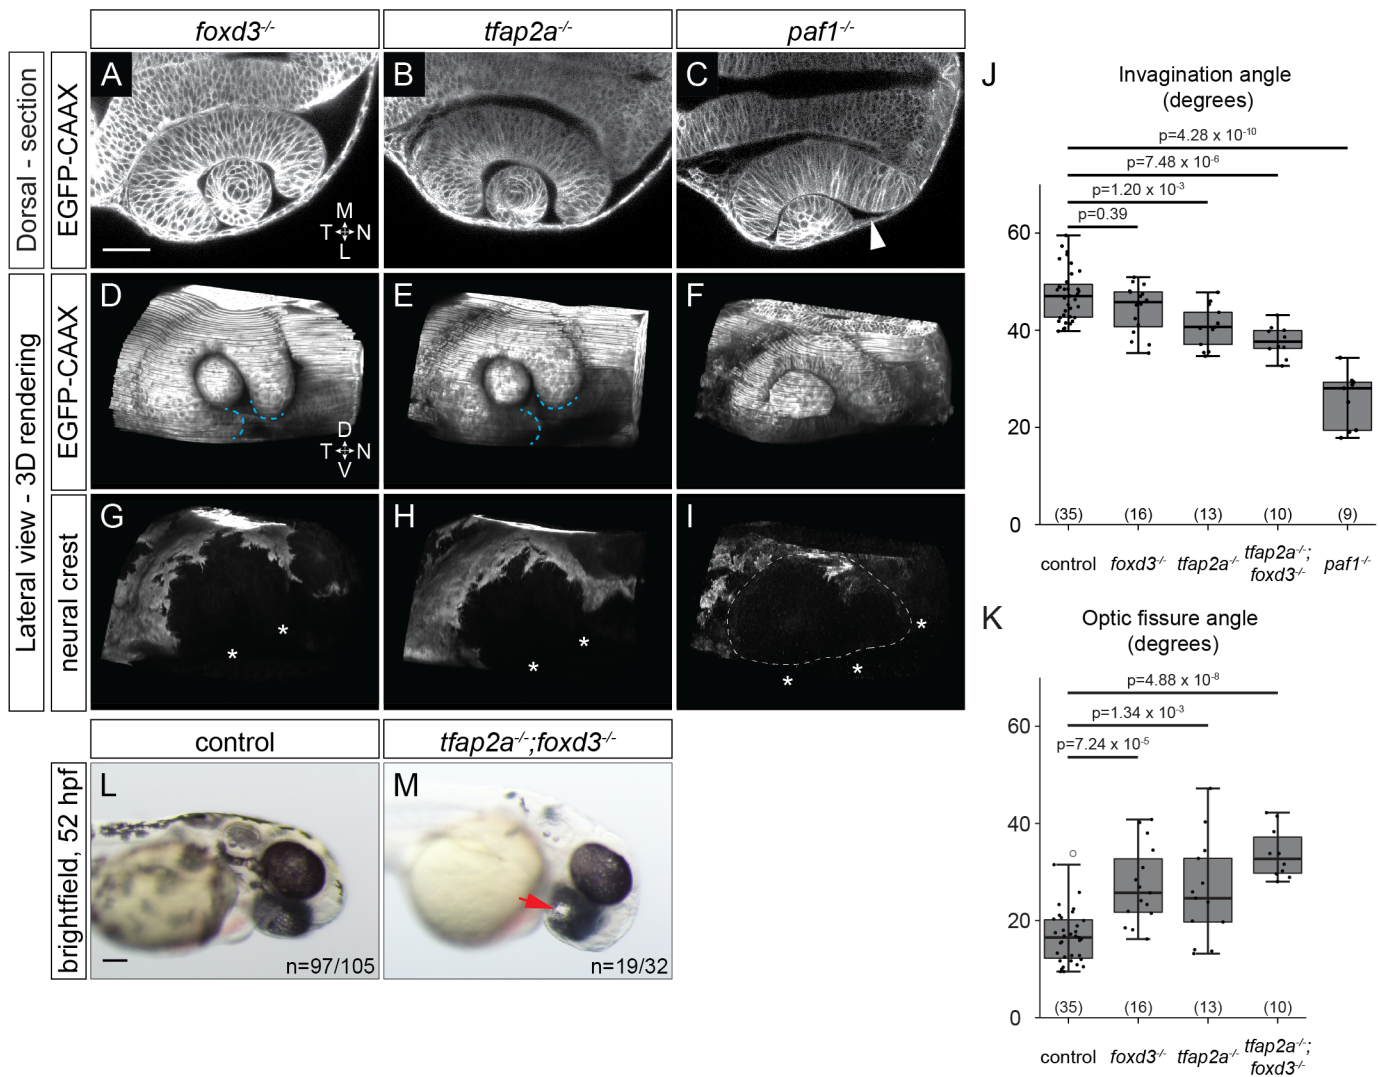 foxd3-/-
tfap2a-/-
paf1-/-
Dorsal - section
EGFP-CAAX
A
M
T N
L
B
C
Lateral view - 3D rendering
EGFP-CAAX
D
D
T N
V
E
F
neural crest
G
*
*
H
*
*
I
*
*
*
control
tfap2a-/-;foxd3-/-
brightfield, 52 hpf
L
n=97/105
M
n=19/32
J
Invagination angle
(degrees)
p=4.28 x 10-10
p=7.48 x 10-6
p=1.20 x 10-3
p=0.39
60
40
20
0
(35)
(16)
(13)
(10)
(9)
control
foxd3-/-
tfap2a-/-
tfap2a-/-;
foxd3-/-
paf1-/-
K
Optic fissure angle
(degrees)
p=4.88 x 10-8
p=1.34 x 10-3
p=7.24 x 10-5
60
40
20
0
(35)
(16)
(13)
(10)
control
foxd3-/-
tfap2a-/-
tfap2a-/-;
foxd3-/-